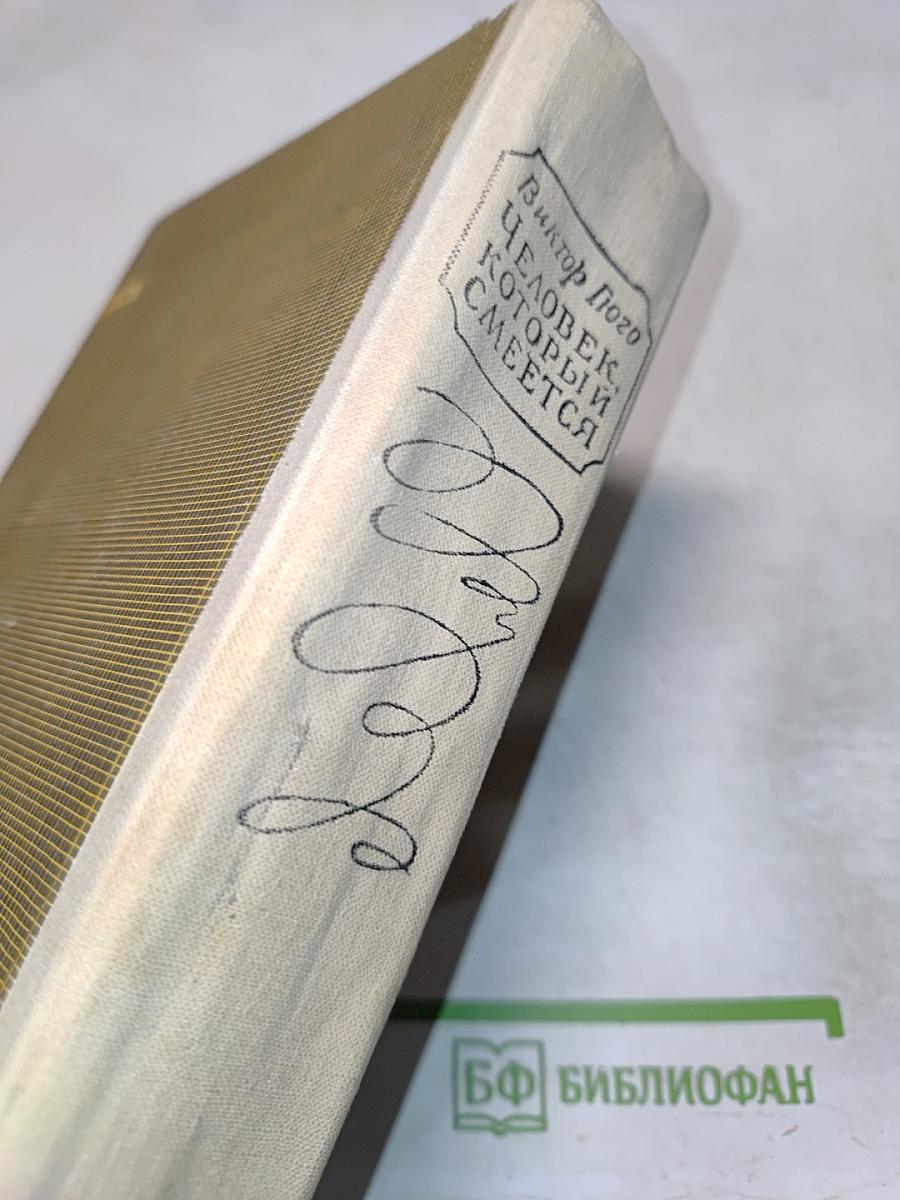 Виктор Гюго
ЧЕЛОВЕК,
КОТОРЫЙ
СМЕЕТСЯ
БФ БИБЛИОФАН